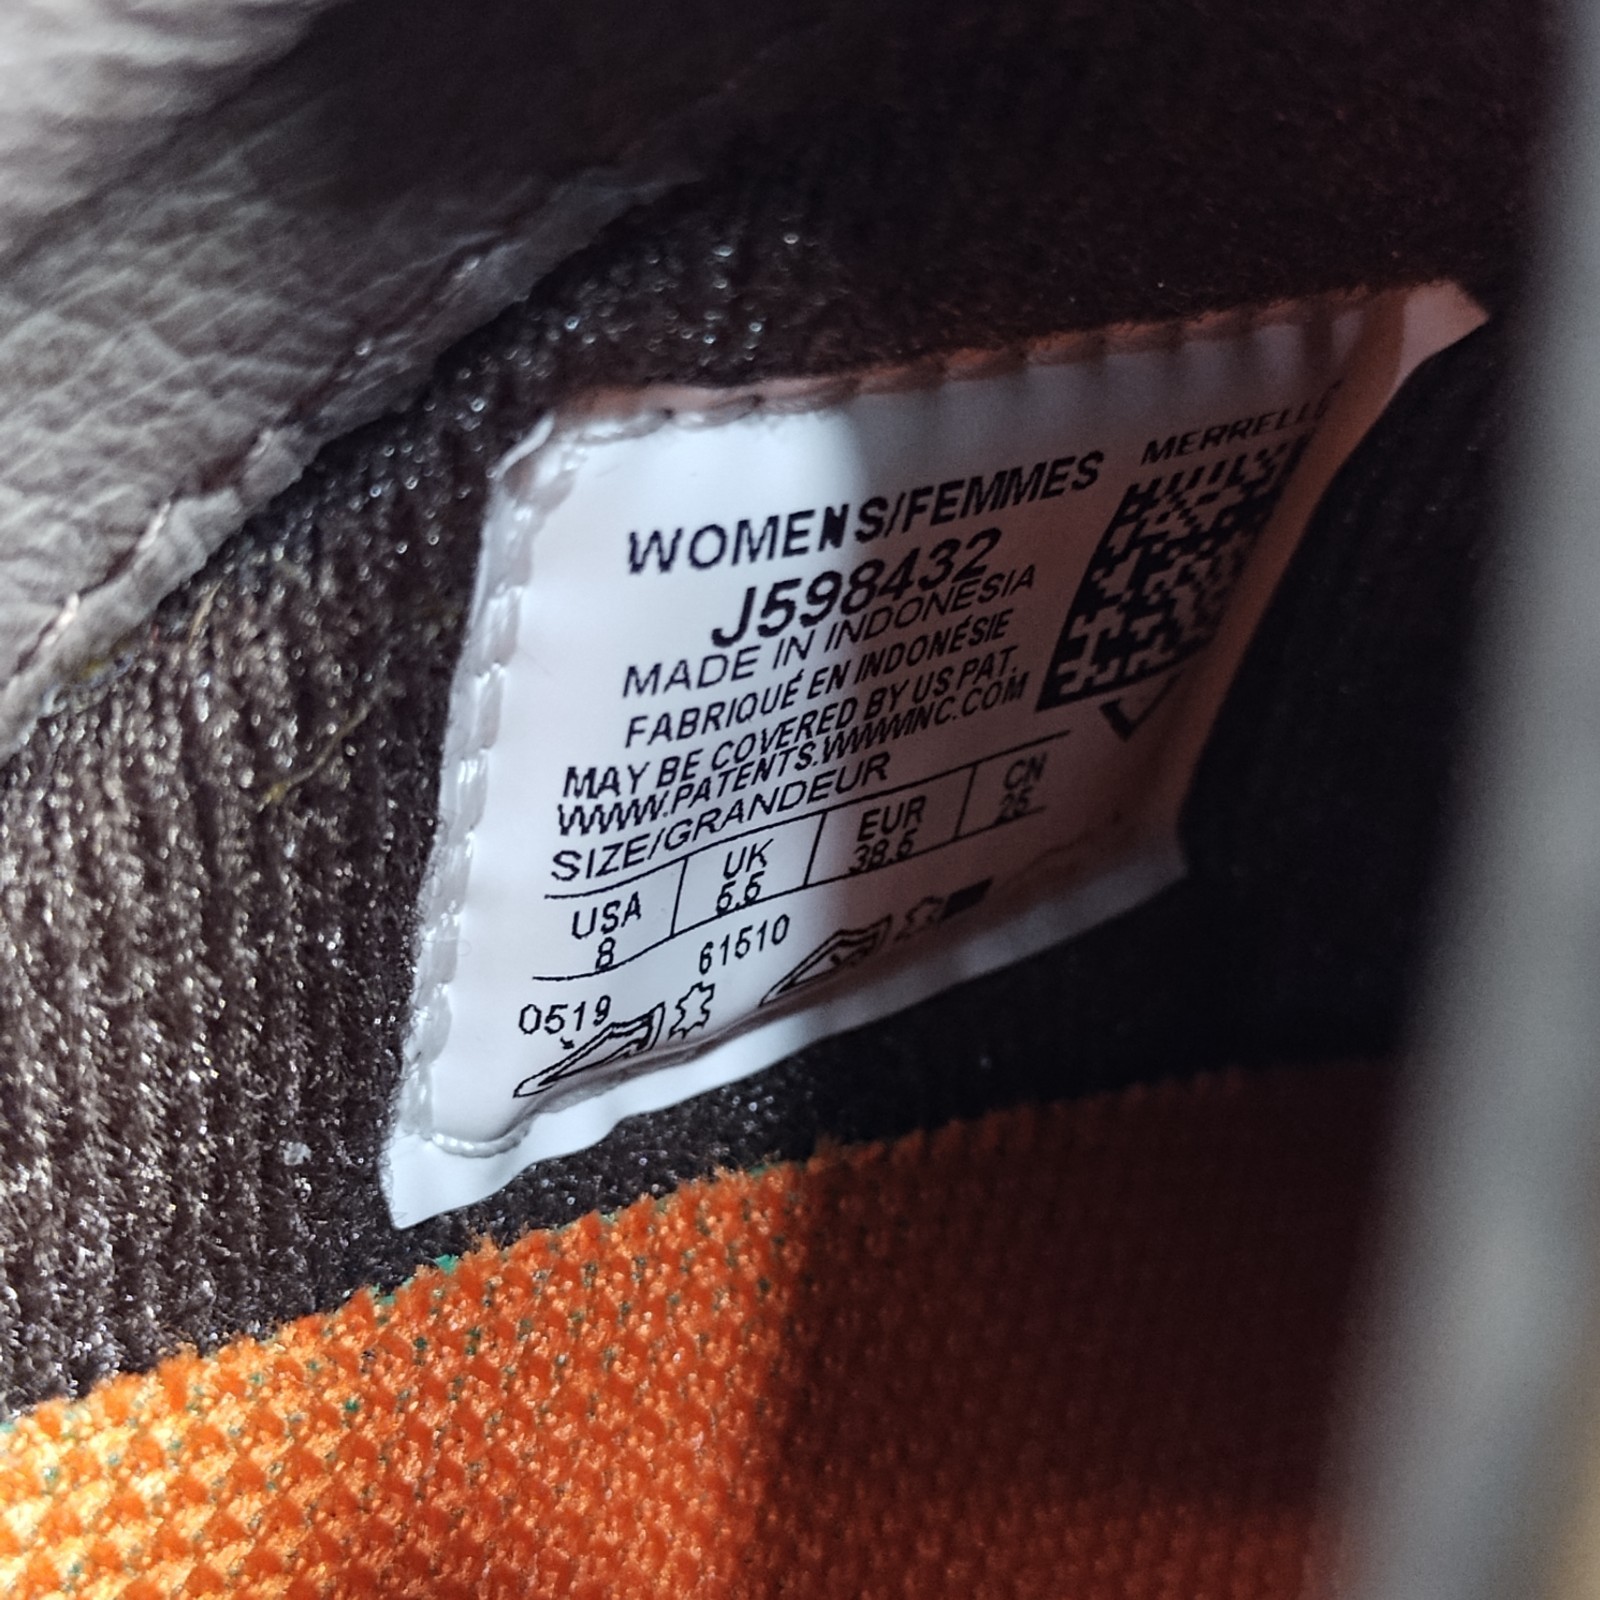 MERRELL
WOMENS/FEMMES
J598432
MADE IN INDONESIA
FABRIQUÉ EN INDONÉSIE
MAY BE COVERED BY US PAT.
WWW.PATENTS.WWWINC.COM
SIZE/GRANDEUR
USA UK EUR CN
8 5.5 38.5 25
0519 61510